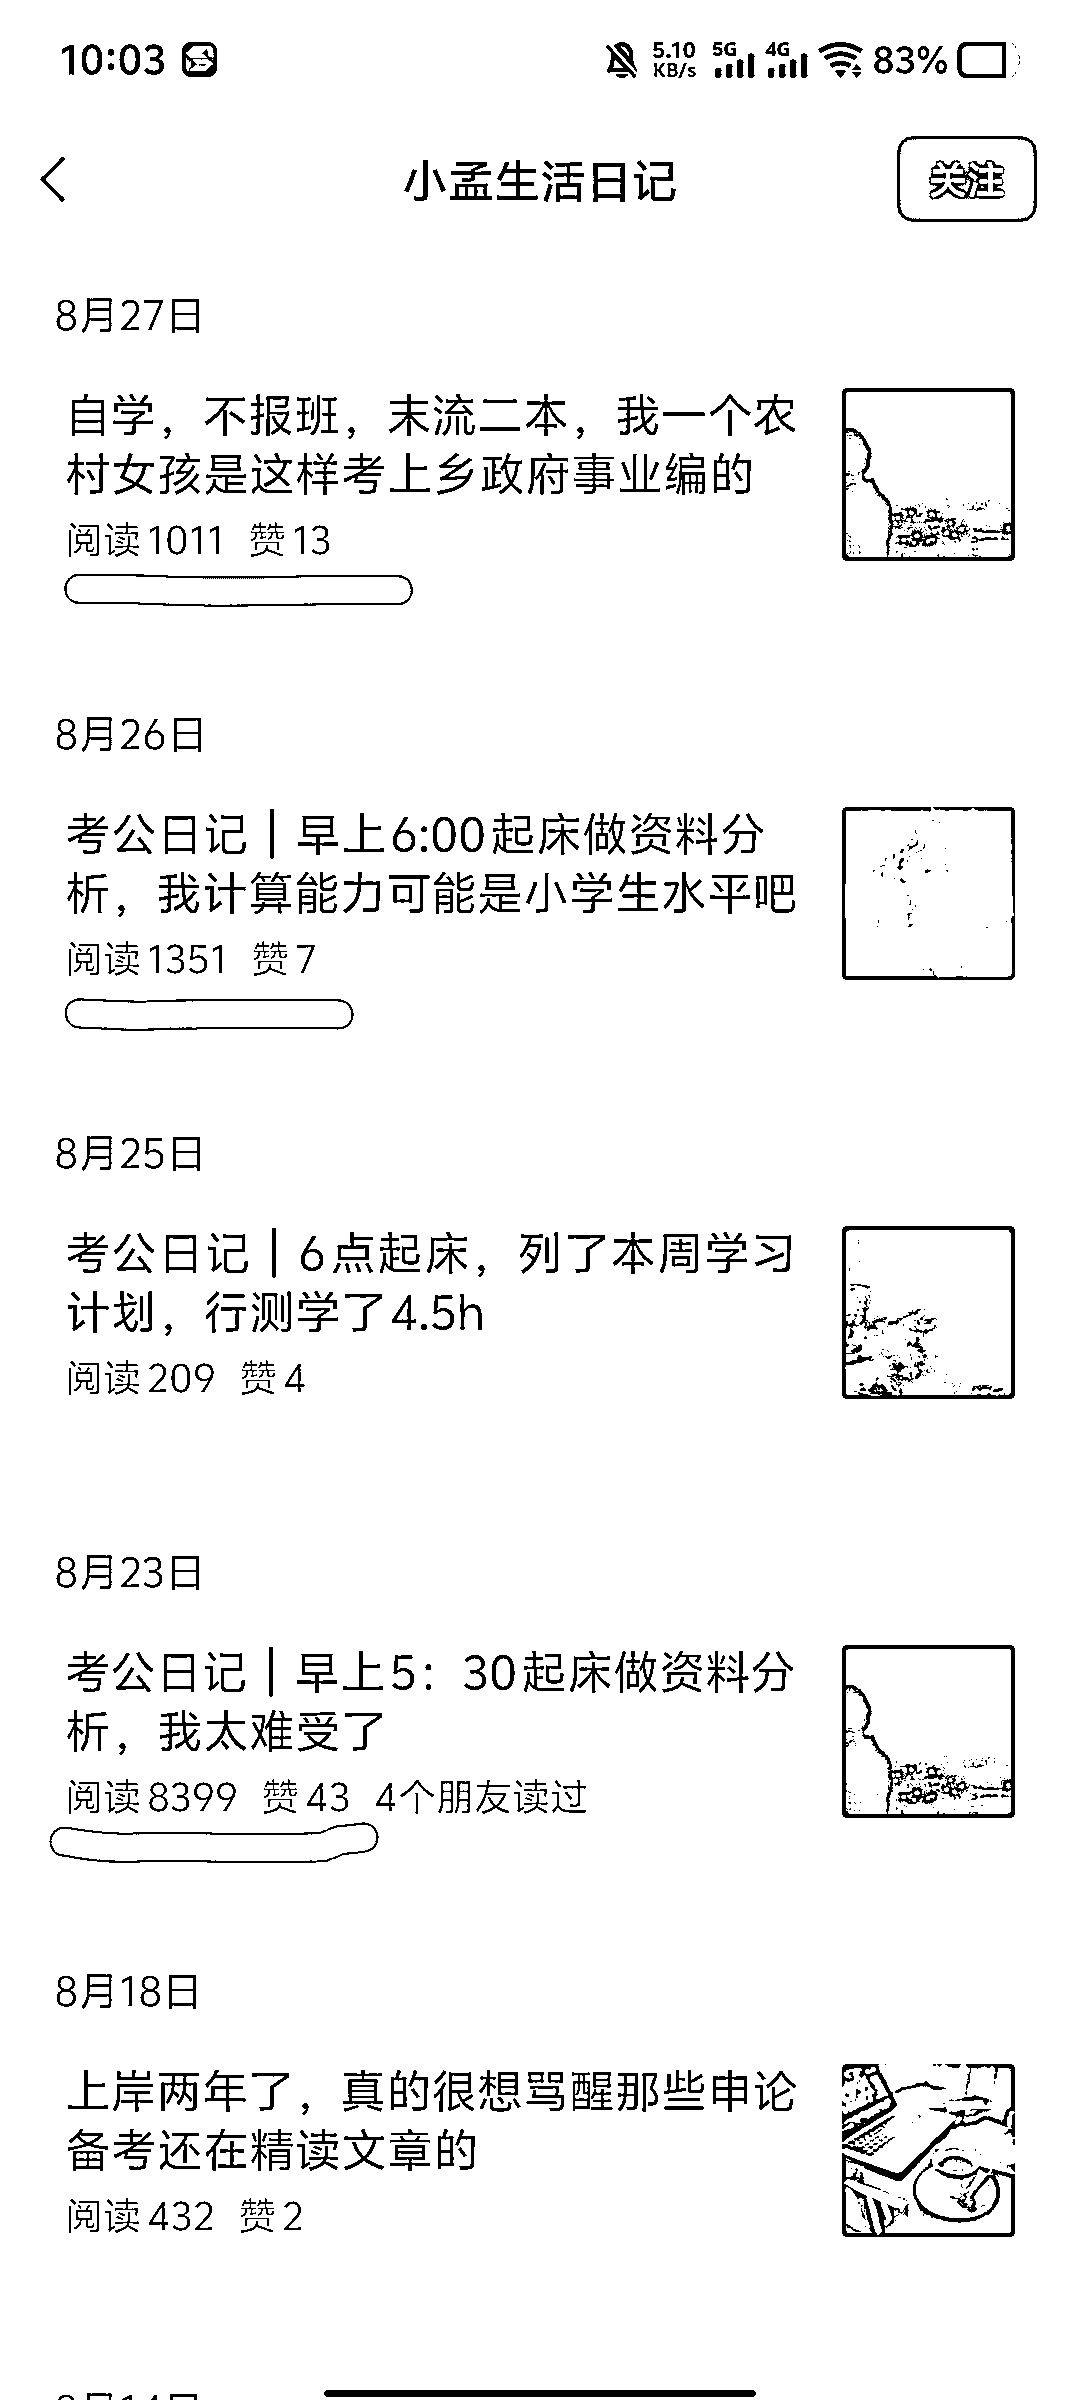 10:03
5.10 KB/s 5G 4G 83%
小孟生活日记
关注
8月27日
自学，不报班，末流二本，我一个农
村女孩是这样考上乡政府事业编的
阅读1011 赞13
8月26日
考公日记｜早上6:00起床做资料分
析，我计算能力可能是小学生水平吧
阅读1351 赞7
8月25日
考公日记｜6点起床，列了本周学习
计划，行测学了4.5h
阅读209 赞4
8月23日
考公日记｜早上5：30起床做资料分
析，我太难受了
阅读8399 赞43 4个朋友读过
8月18日
上岸两年了，真的很想骂醒那些申论
备考还在精读文章的
阅读432 赞2
8月14日